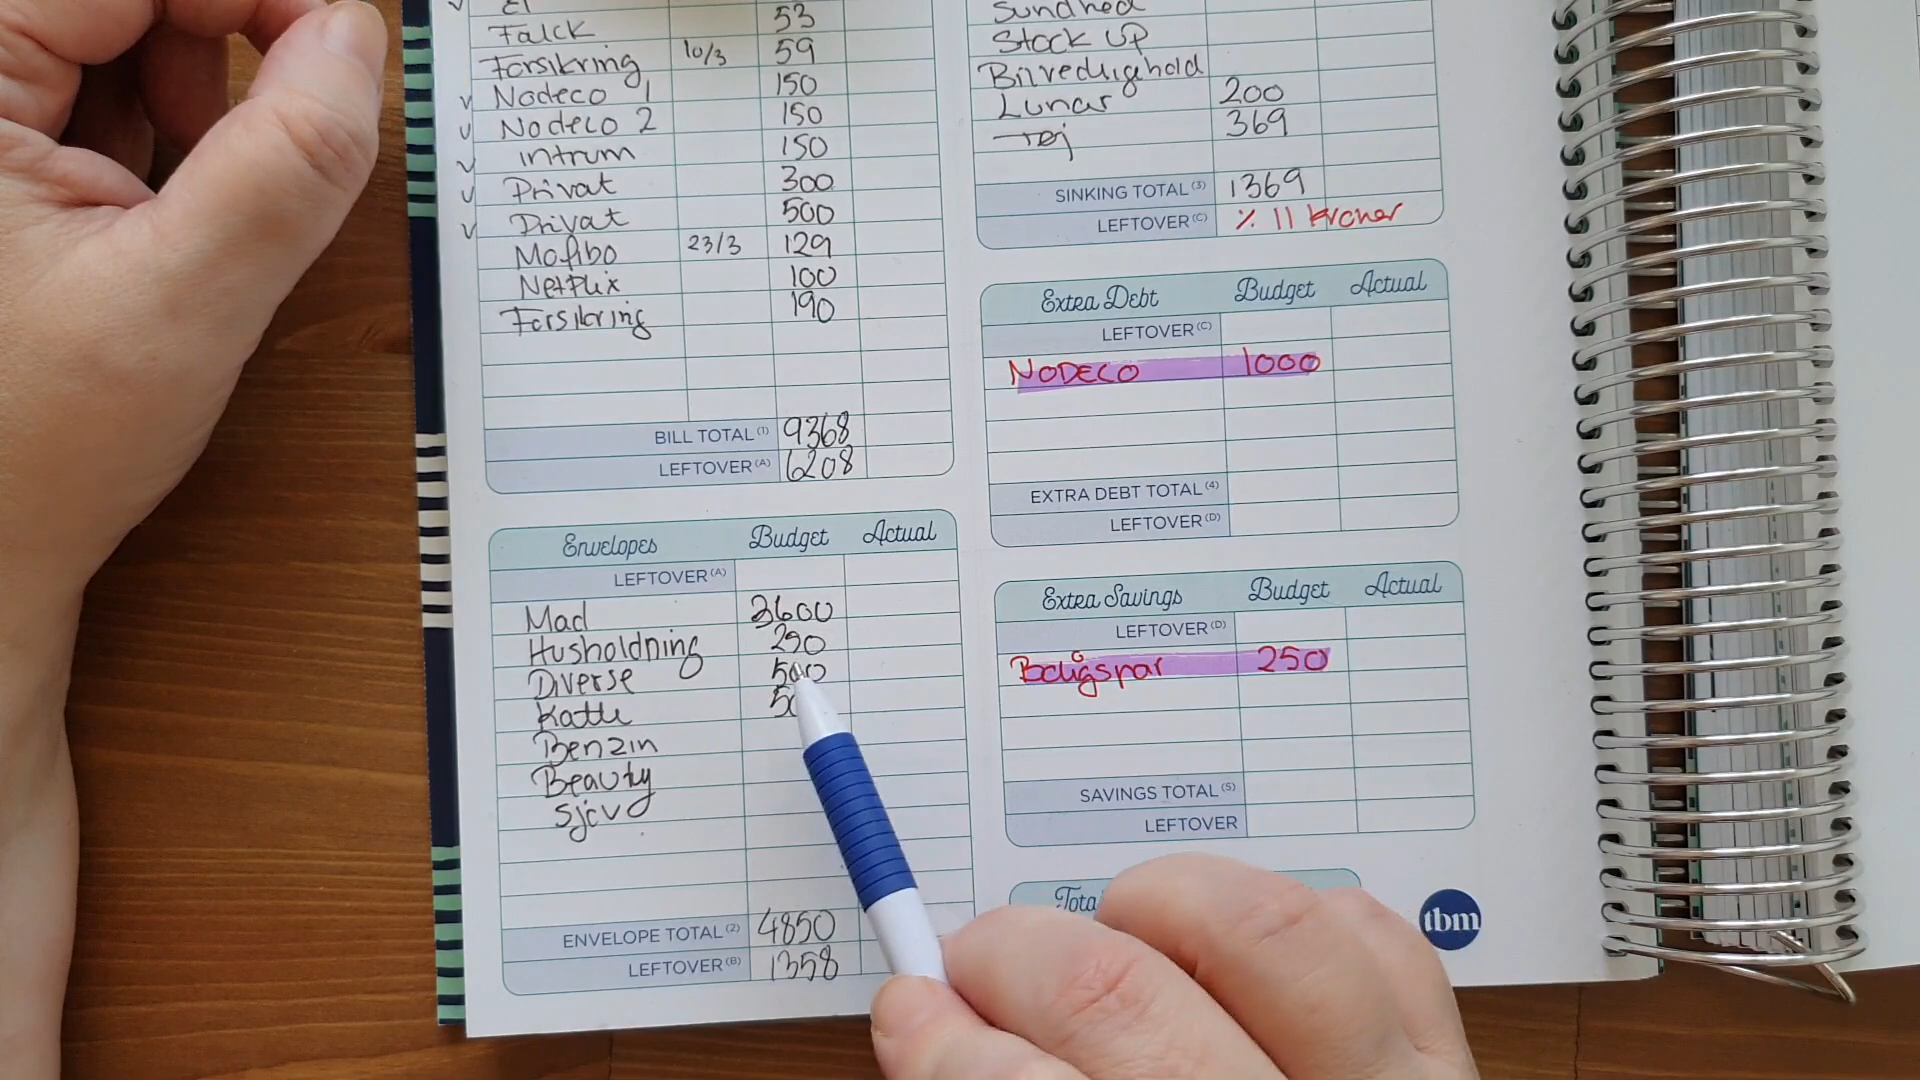 El
Falck 53
Forsikring 10/3 59
Nodeco 1 150
Nodeco 2 150
intrum 150
Privat 300
Privat 500
Mofibo 23/3 129
Netflix 100
Forsikring 190
BILL TOTAL (1) 9368
LEFTOVER (A) 6208
Envelopes Budget Actual
LEFTOVER (A)
Mad 3600
Husholdning 250
Diverse 500
Katte
Benzin
Beauty
Sjov
ENVELOPE TOTAL (2) 4850
LEFTOVER (B) 1358
Sundhed
Stock UP
Bilvedligehold
Lunar 200
Tøj 369
SINKING TOTAL (3) 1369
LEFTOVER (C) ٪ 11 kroner
Extra Debt Budget Actual
LEFTOVER (C)
NODECO 1000
EXTRA DEBT TOTAL (4)
LEFTOVER (D)
Extra Savings Budget Actual
LEFTOVER (D)
Boligspar 250
SAVINGS TOTAL (5)
LEFTOVER
tbm